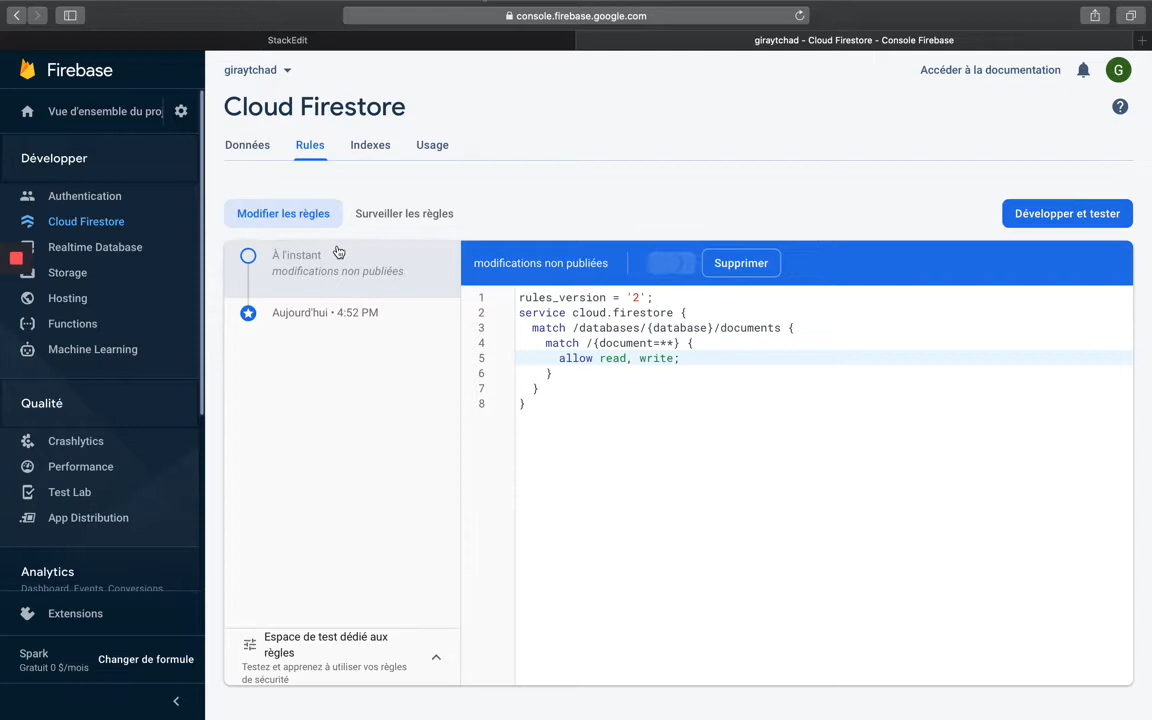 console.firebase.google.com
StackEdit
giraytchad - Cloud Firestore - Console Firebase
Firebase
Vue d'ensemble du pro
Développer
Authentication
Cloud Firestore
Realtime Database
Storage
Hosting
Functions
Machine Learning
Qualité
Crashlytics
Performance
Test Lab
App Distribution
Analytics
Dashboard, Events, Conversions,
Extensions
Spark
Gratuit 0 $/mois
Changer de formule
giraytchad
Accéder à la documentation
G
Cloud Firestore
Données
Rules
Indexes
Usage
Modifier les règles
Surveiller les règles
Développer et tester
À l'instant
modifications non publiées
Aujourd'hui • 4:52 PM
Espace de test dédié aux
règles
Testez et apprenez à utiliser vos règles
de sécurité
modifications non publiées
Supprimer
1 rules_version = '2';
2 service cloud.firestore {
3 match /databases/{database}/documents {
4 match /{document=**} {
5 allow read, write;
6 }
7 }
8 }